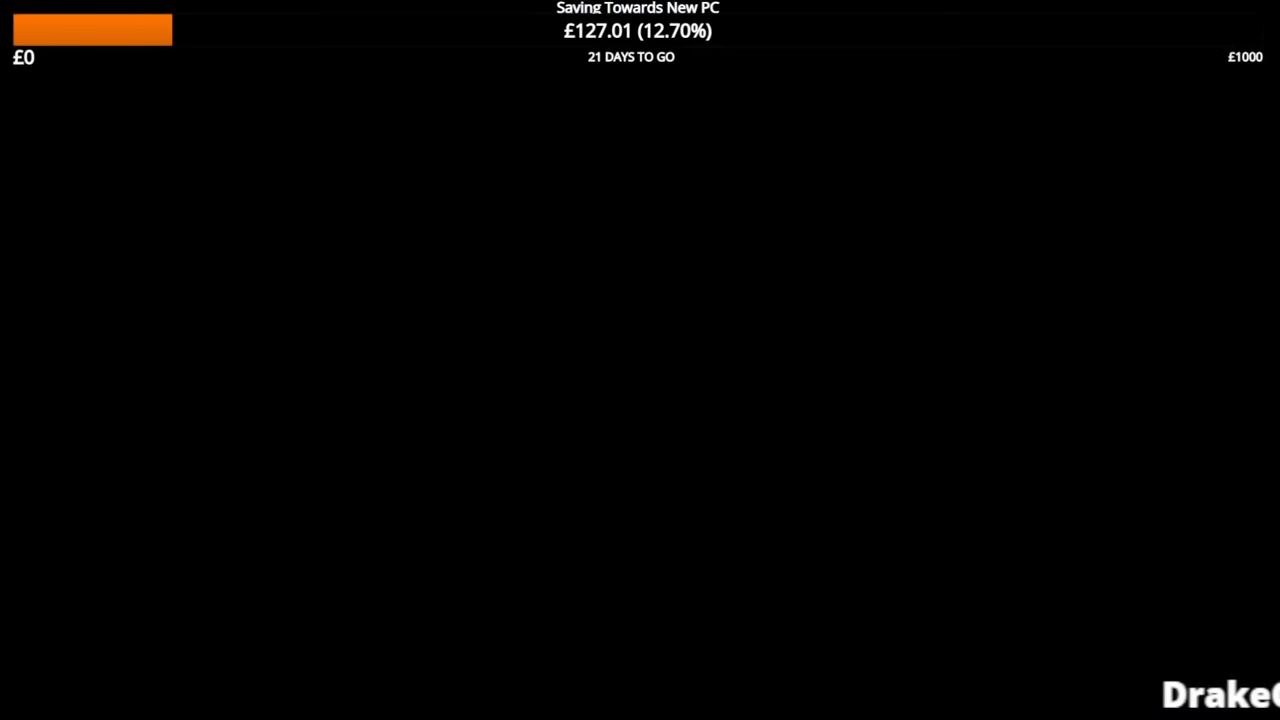 Saving Towards New PC
£127.01 (12.70%)
£0
21 DAYS TO GO
£1000